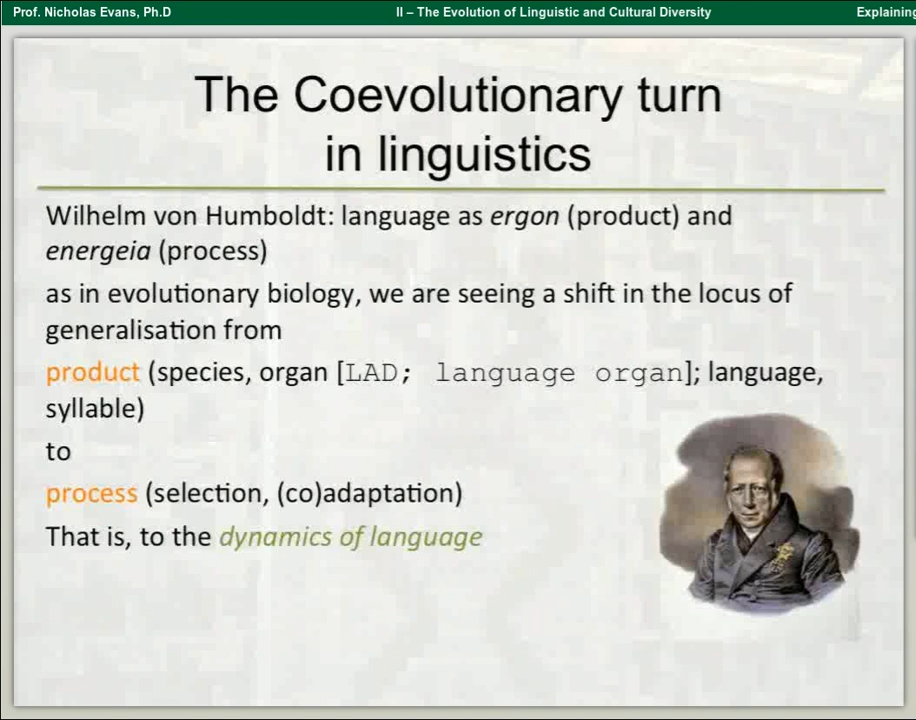 Prof. Nicholas Evans, Ph.D
II – The Evolution of Linguistic and Cultural Diversity
Explaining
The Coevolutionary turn
in linguistics
Wilhelm von Humboldt: language as ergon (product) and
energeia (process)
as in evolutionary biology, we are seeing a shift in the locus of
generalisation from
product (species, organ [LAD; language organ]; language,
syllable)
to
process (selection, (co)adaptation)
That is, to the dynamics of language